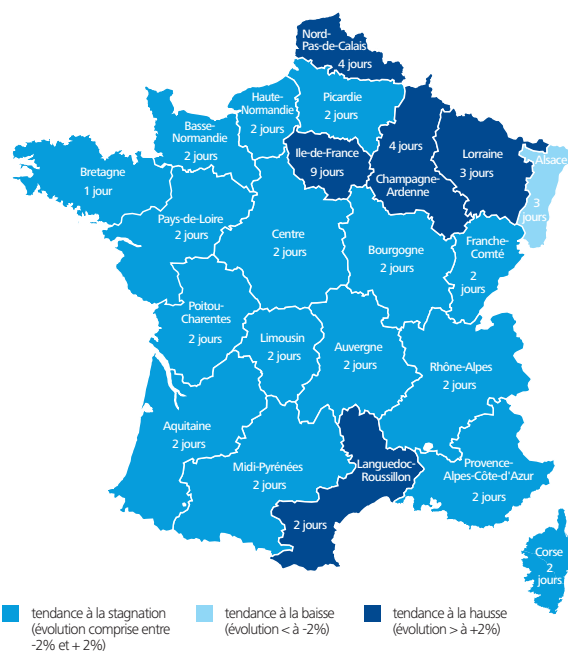 Nord-
Pas-de-Calais
4 jours
Haute-
Normandie
2 jours
Picardie
2 jours
Basse-
Normandie
2 jours
Ile-de-France
9 jours
4 jours
Champagne-
Ardenne
Lorraine
3 jours
Alsace
3
jours
Bretagne
1 jour
Pays-de-Loire
2 jours
Centre
2 jours
Bourgogne
2 jours
Franche-
Comté
2
jours
Poitou-
Charentes
2 jours
Limousin
2 jours
Auvergne
2 jours
Rhône-Alpes
2 jours
Aquitaine
2 jours
Midi-Pyrénées
2 jours
Languedoc-
Roussillon
2 jours
Provence-
Alpes-Côte-d'Azur
2 jours
Corse
2
jours
tendance à la stagnation
(évolution comprise entre
-2% et + 2%)
tendance à la baisse
(évolution < à -2%)
tendance à la hausse
(évolution > à +2%)